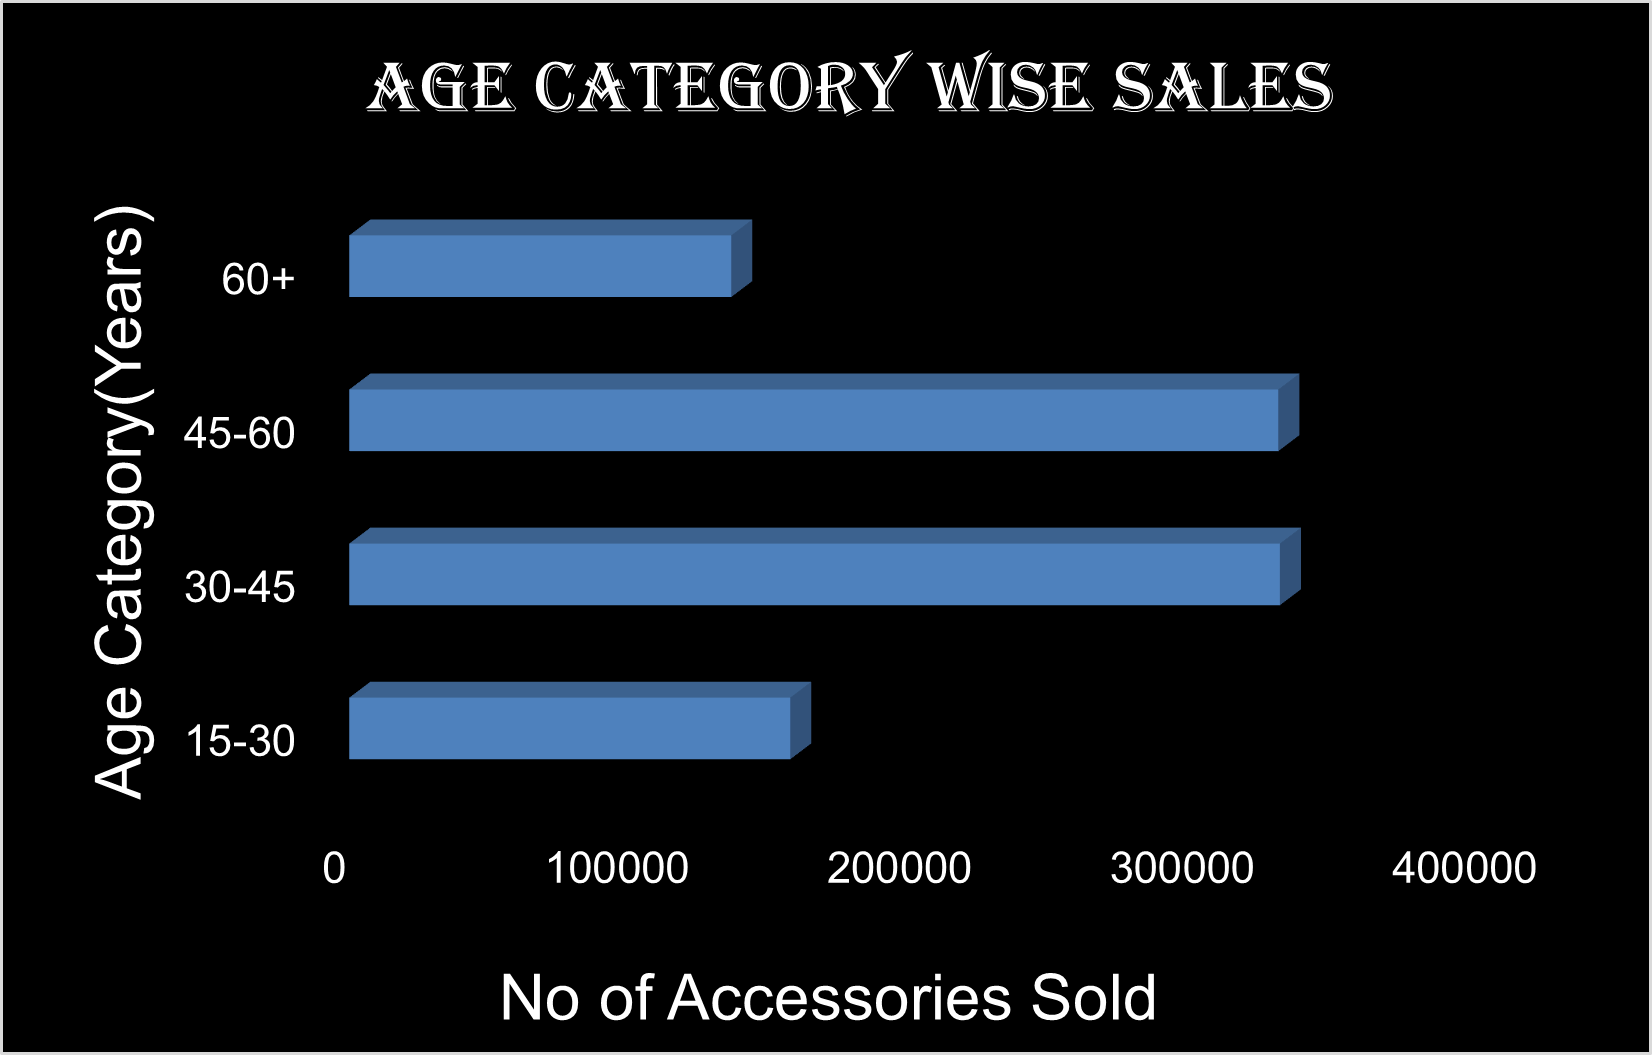 AGE CATEGORY WISE SALES
Age Category(Years)
60+
45-60
30-45
15-30
0 100000 200000 300000 400000
No of Accessories Sold